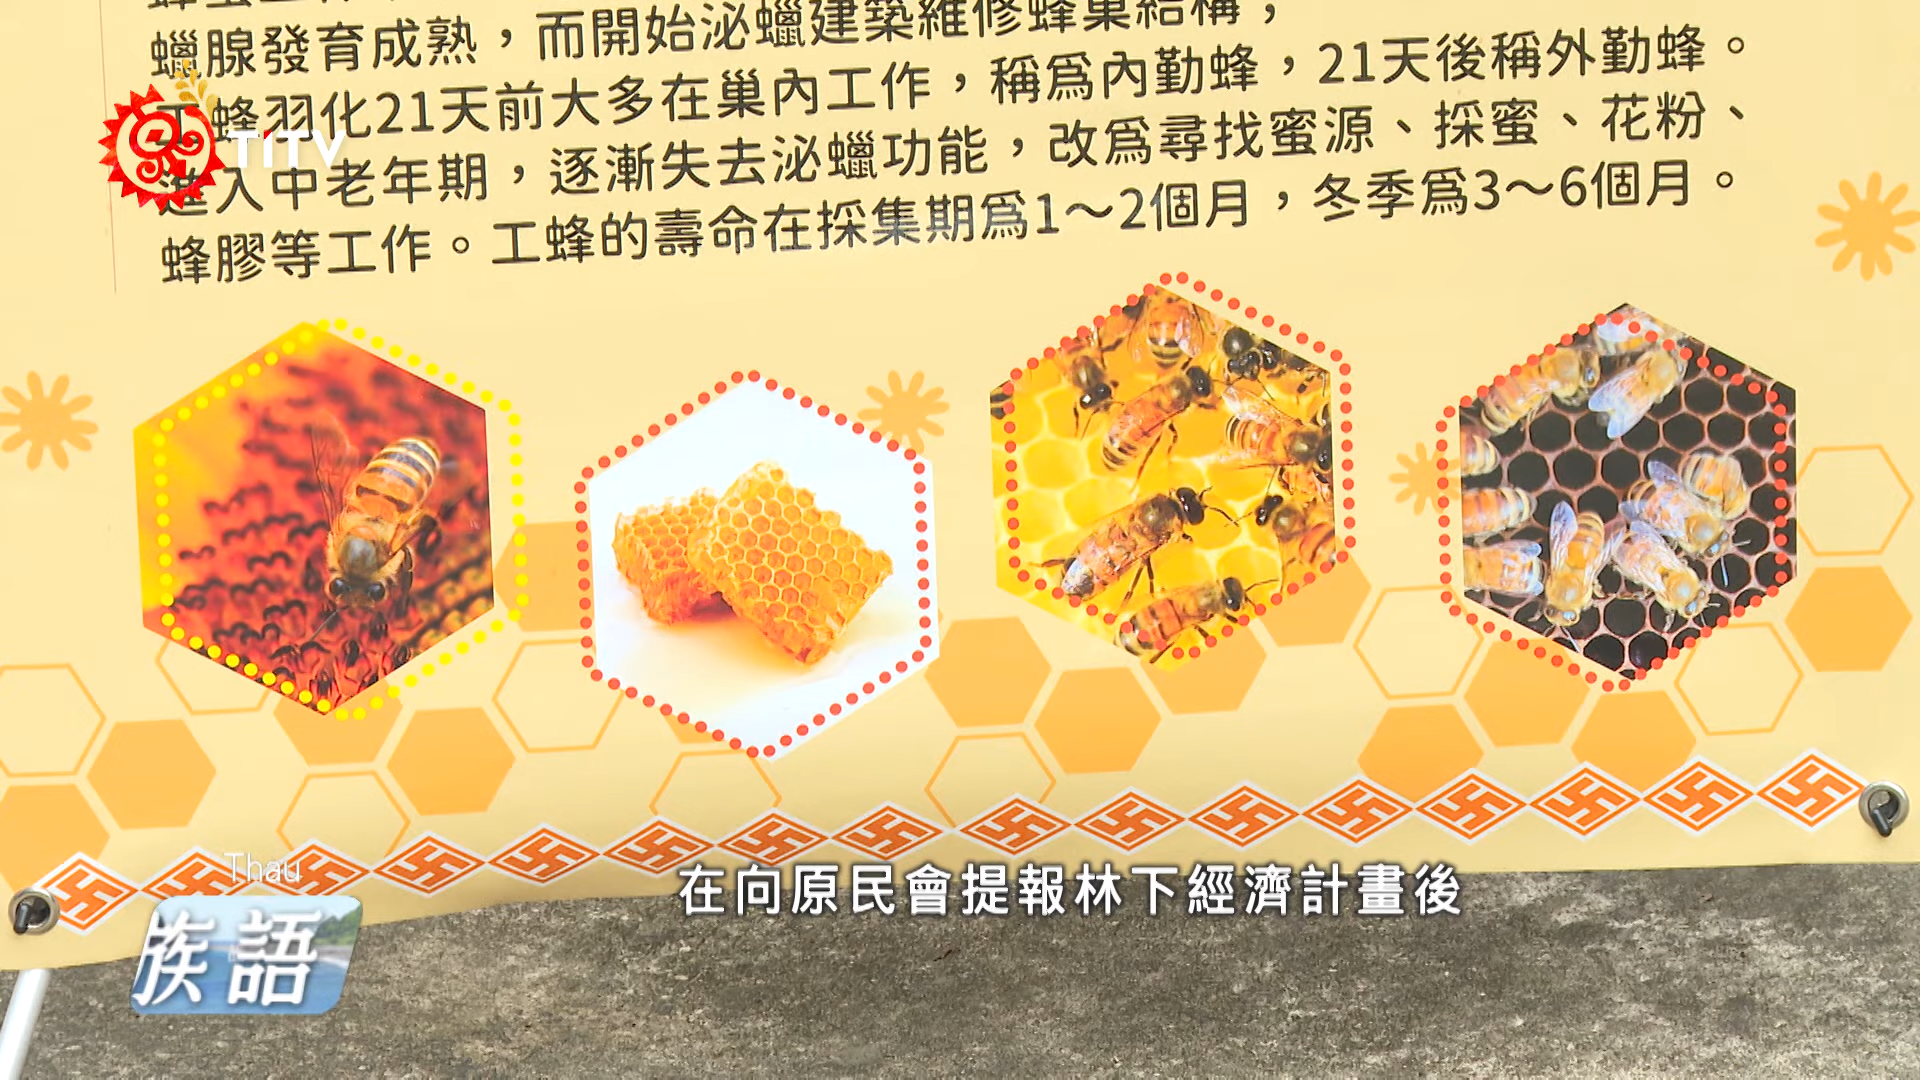 蠟腺發育成熟，而開始泌蠟建築維修蜂巢結構；
工蜂羽化21天前大多在巢內工作，稱為內勤蜂，21天後稱外勤蜂。
進入中老年期，逐漸失去泌蠟功能，改為尋找蜜源、採蜜、花粉、
蜂膠等工作。工蜂的壽命在採集期為1～2個月，冬季為3～6個月。
TITV
Thau
族語
在向原民會提報林下經濟計畫後